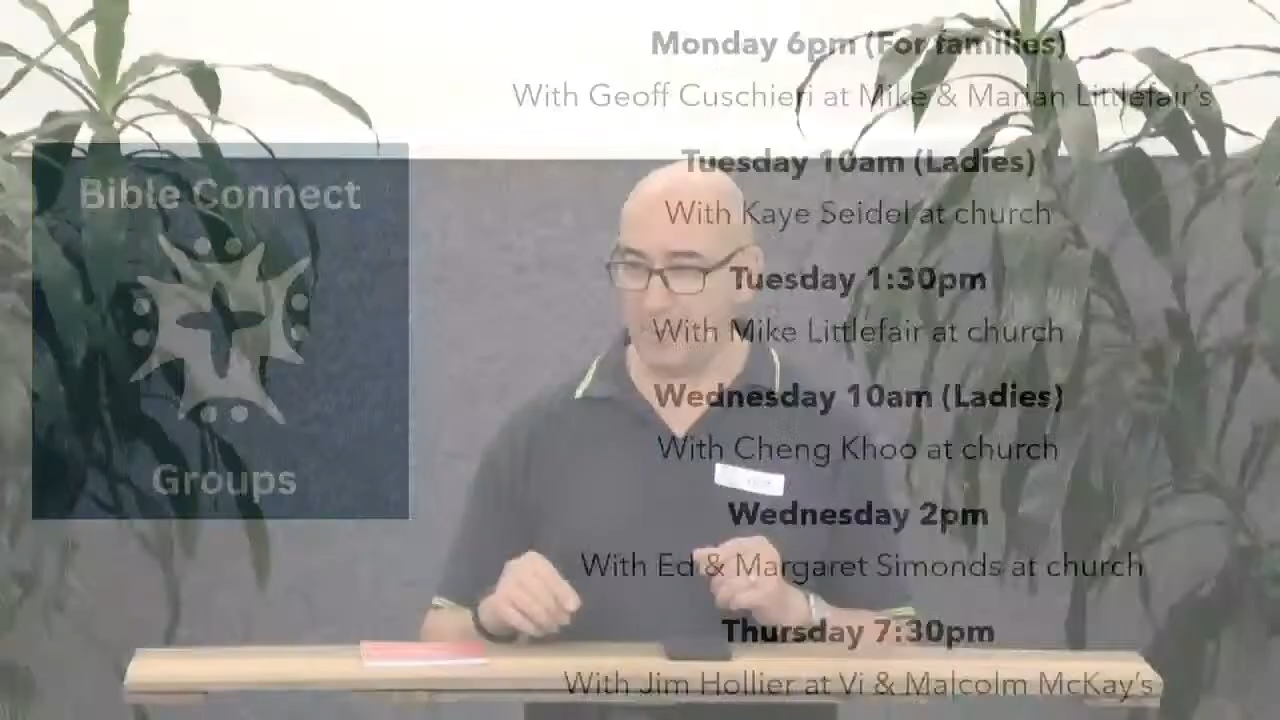 Monday 6pm (For families)
With Geoff Cuschieri at Mike & Marian Littlefair's
Tuesday 10am (Ladies)
With Kaye Seidel at church
Tuesday 1:30pm
With Mike Littlefair at church
Wednesday 10am (Ladies)
With Cheng Khoo at church
Wednesday 2pm
With Ed & Margaret Simonds at church
Thursday 7:30pm
With Jim Hollier at Vi & Malcolm McKay's
Bible Connect
Groups